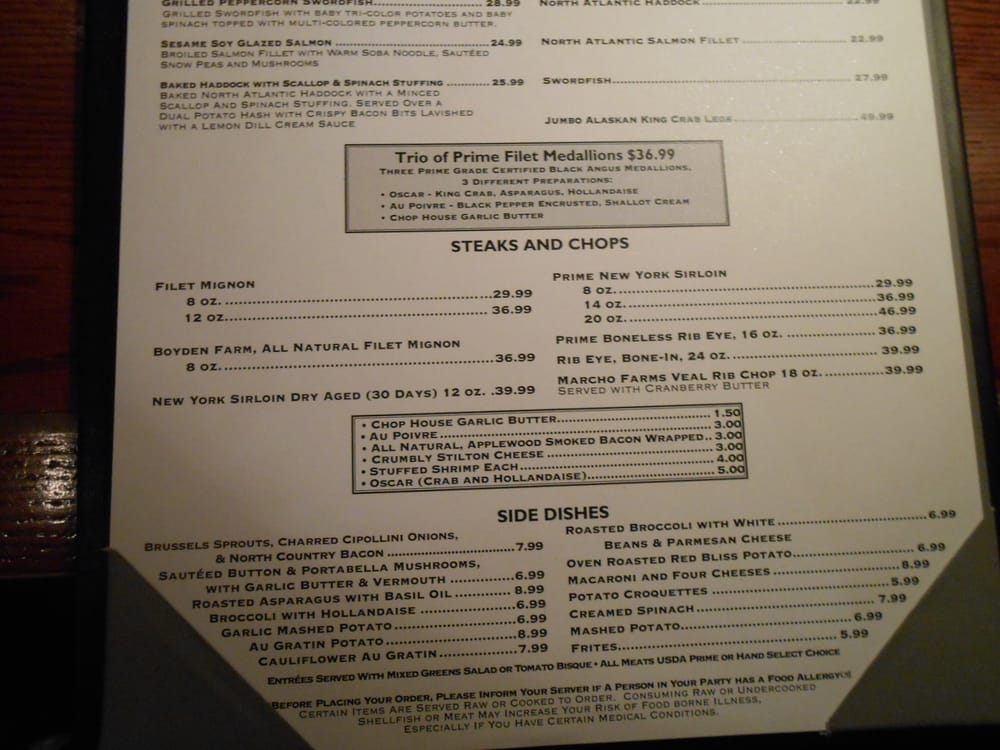 Grilled Peppercorn Swordfish 28.99
Grilled Swordfish with baby tri-color potatoes and baby
spinach topped with multi-colored peppercorn butter.
Sesame Soy Glazed Salmon 24.99
Broiled Salmon Fillet with Warm Soba Noodle, Sautéed
Snow Peas and Mushrooms
Baked Haddock with Scallop & Spinach Stuffing 25.99
Baked North Atlantic Haddock with a Minced
Scallop And Spinach Stuffing. Served Over a
Dual Potato Hash with Crispy Bacon Bits Lavished
with a Lemon Dill Cream Sauce
North Atlantic Haddock 22.99
North Atlantic Salmon Fillet 22.99
Swordfish 27.99
Jumbo Alaskan King Crab Legs 49.99
Trio of Prime Filet Medallions $36.99
Three Prime Grade Certified Black Angus Medallions,
3 Different Preparations:
• Oscar - King Crab, Asparagus, Hollandaise
• Au Poivre - Black Pepper Encrusted, Shallot Cream
• Chop House Garlic Butter
STEAKS AND CHOPS
Filet Mignon
8 oz. 29.99
12 oz. 36.99
Boyden Farm, All Natural Filet Mignon
8 oz. 36.99
New York Sirloin Dry Aged (30 Days) 12 oz. .39.99
Prime New York Sirloin
8 oz. 29.99
14 oz. 36.99
20 oz. 46.99
Prime Boneless Rib Eye, 16 oz. 36.99
Rib Eye, Bone-In, 24 oz. 39.99
Marcho Farms Veal Rib Chop 18 oz. 39.99
Served with Cranberry Butter
• Chop House Garlic Butter 1.50
• Au Poivre 3.00
• All Natural, Applewood Smoked Bacon Wrapped.. 3.00
• Crumbly Stilton Cheese 3.00
• Stuffed Shrimp Each 4.00
• Oscar (Crab and Hollandaise) 5.00
SIDE DISHES
Brussels Sprouts, Charred Cipollini Onions,
& North Country Bacon 7.99
Sautéed Button & Portabella Mushrooms,
with Garlic Butter & Vermouth 6.99
Roasted Asparagus with Basil Oil 8.99
Broccoli with Hollandaise 6.99
Garlic Mashed Potato 6.99
Au Gratin Potato 8.99
Cauliflower Au Gratin 7.99
Roasted Broccoli with White 6.99
Beans & Parmesan Cheese
Oven Roasted Red Bliss Potato 6.99
Macaroni and Four Cheeses 8.99
Potato Croquettes 5.99
Creamed Spinach 7.99
Mashed Potato 6.99
Frites 5.99
Entrées Served with Mixed Greens Salad or Tomato Bisque • All Meats USDA Prime or Hand Select Choice
Before Placing Your Order, Please Inform Your Server if A Person in Your Party has a Food Allergy
Certain Items are Served Raw or Cooked to Order. Consuming Raw or Undercooked
Shellfish or Meat May Increase Your Risk of Food borne Illness,
Especially if You Have Certain Medical Conditions.